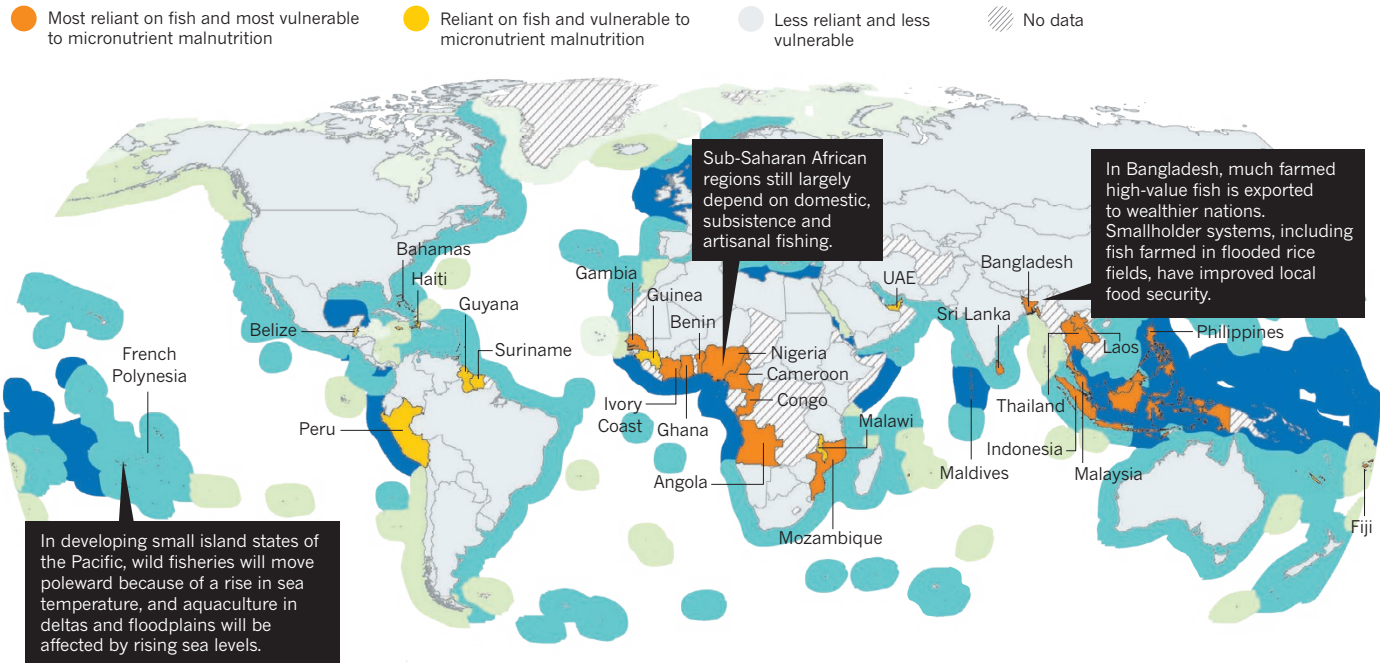 Most reliant on fish and most vulnerable
to micronutrient malnutrition
Reliant on fish and vulnerable to
micronutrient malnutrition
Less reliant and less
vulnerable
No data
Sub-Saharan African
regions still largely
depend on domestic,
subsistence and
artisanal fishing.
In Bangladesh, much farmed
high-value fish is exported
to wealthier nations.
Smallholder systems, including
fish farmed in flooded rice
fields, have improved local
food security.
Bahamas
Haiti
Guyana
Belize
Suriname
French
Polynesia
Peru
Gambia
Guinea
Benin
Nigeria
Cameroon
Congo
Ivory
Coast
Ghana
Malawi
Angola
Mozambique
UAE
Bangladesh
Sri Lanka
Philippines
Laos
Thailand
Indonesia
Maldives
Malaysia
Fiji
In developing small island states of
the Pacific, wild fisheries will move
poleward because of a rise in sea
temperature, and aquaculture in
deltas and floodplains will be
affected by rising sea levels.